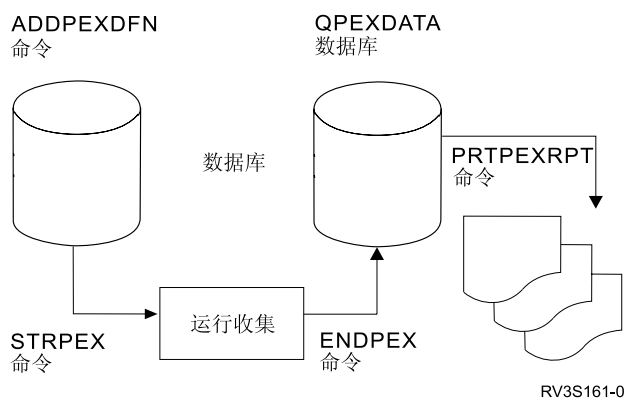 ADDPEXDFN
命令
QPEXDATA
数据库
数据库
PRTPEXRPT
命令
运行收集
STRPEX
命令
ENDPEX
命令
RV3S161-0